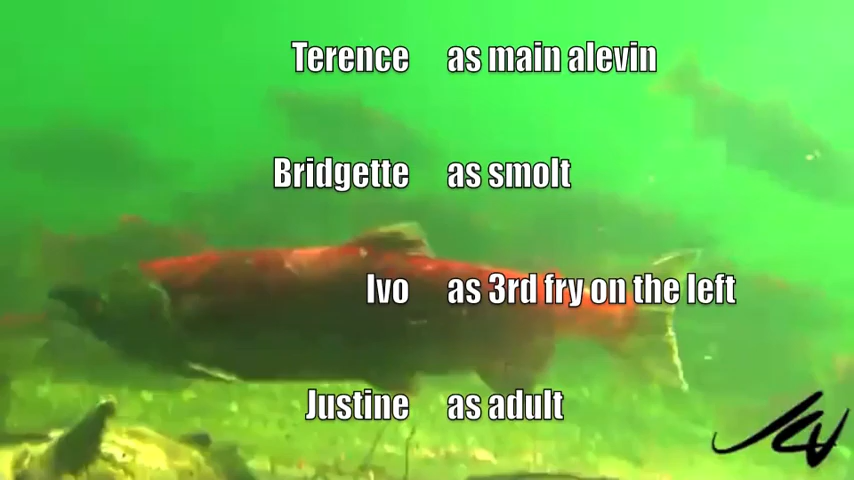 Terence as main alevin
Bridgette as smolt
Ivo as 3rd fry on the left
Justine as adult